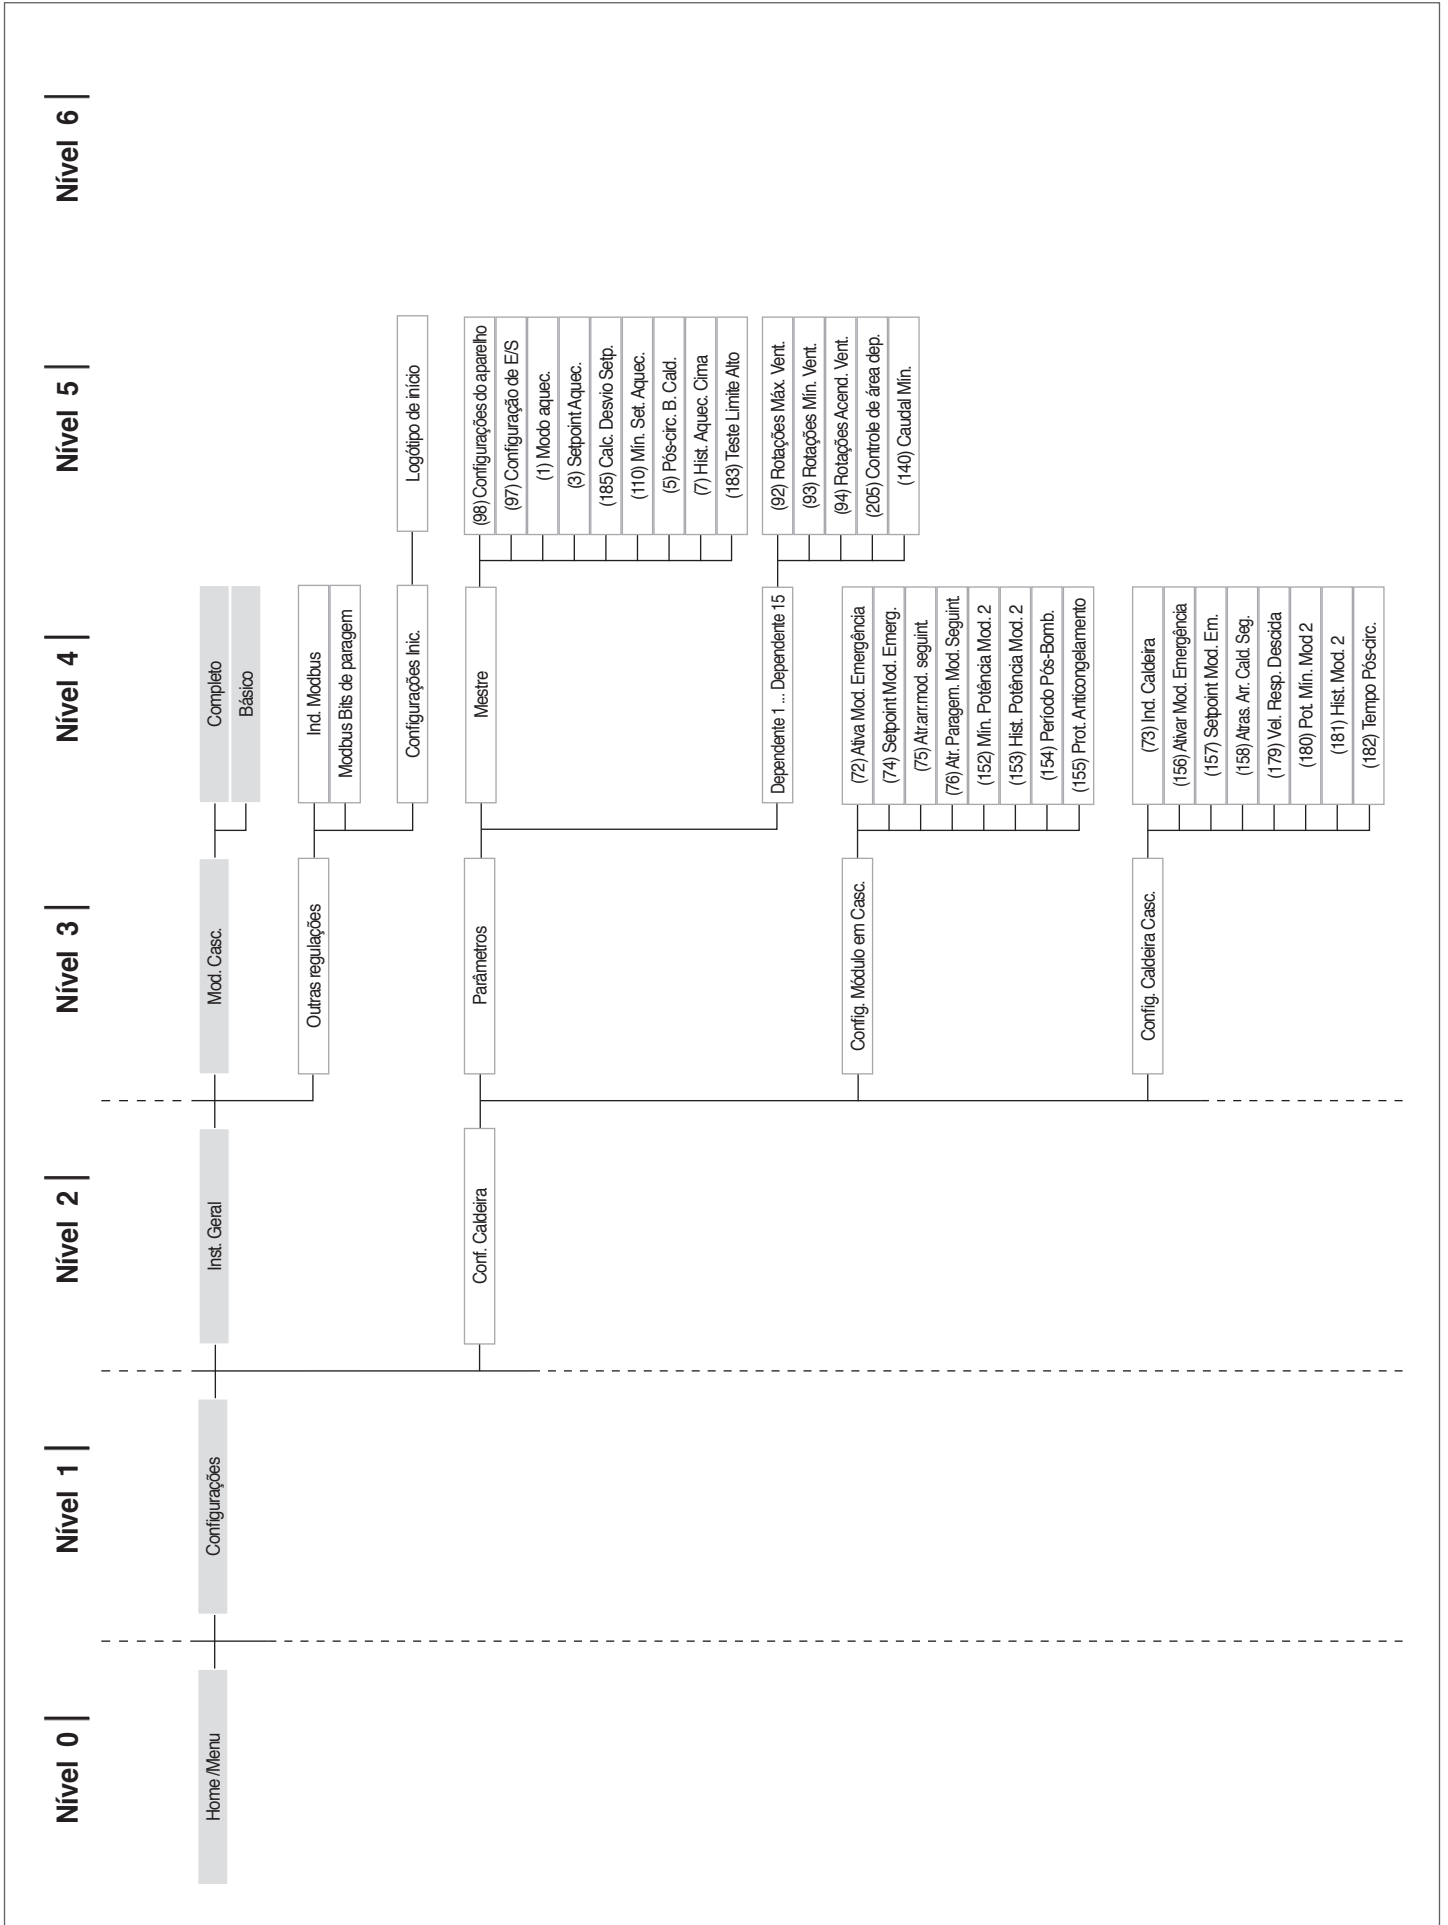 Nível 0
Nível 1
Nível 2
Nível 3
Nível 4
Nível 5
Nível 6
Home /Menu
Configurações
Inst. Geral
Mod. Casc.
Completo
Básico
Outras regulações
Ind. Modbus
Modbus Bits de paragem
Configurações Inic.
Logótipo de início
Conf. Caldeira
Parâmetros
Mestre
(98) Configurações do aparelho
(97) Configuração de E/S
(1) Modo aquec.
(3) Setpoint Aquec.
(185) Calc. Desvio Setp.
(110) Mín. Set. Aquec.
(5) Pós-circ. B. Cald.
(7) Hist. Aquec. Cima
(183) Teste Limite Alto
Dependente 1 ... Dependente 15
(92) Rotações Máx. Vent.
(93) Rotações Mín. Vent.
(94) Rotações Acend. Vent.
(205) Controle de área dep.
(140) Caudal Mín.
Config. Módulo em Casc.
(72) Ativa Mod. Emergência
(74) Setpoint Mod. Emerg.
(75) Atr.arr.mod. seguint.
(76) Atr. Paragem. Mod. Seguint.
(152) Mín. Potência Mod. 2
(153) Hist. Potência Mod. 2
(154) Período Pós-Bomb.
(155) Prot. Anticongelamento
Config. Caldeira Casc.
(73) Ind. Caldeira
(156) Ativar Mod. Emergência
(157) Setpoint Mod. Em.
(158) Atras. Arr. Cald. Seg.
(179) Vel. Resp. Descida
(180) Pot. Mín. Mod 2
(181) Hist. Mod. 2
(182) Tempo Pós-circ.